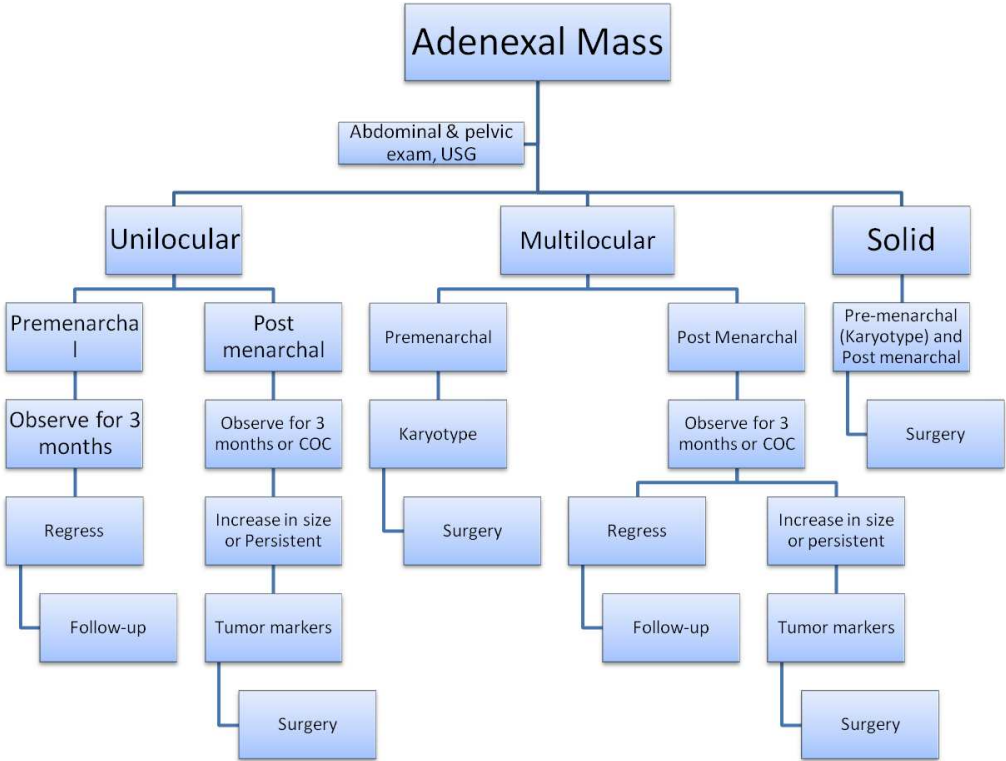 Adenexal Mass
Abdominal & pelvic
exam, USG
Unilocular
Multilocular
Solid
Premenarcha
l
Post
menarchal
Premenarchal
Post Menarchal
Pre-menarchal
(Karyotype) and
Post menarchal
Observe for 3
months
Observe for 3
months or COC
Karyotype
Observe for 3
months or COC
Surgery
Regress
Increase in size
or Persistent
Surgery
Regress
Increase in size
or persistent
Follow-up
Tumor markers
Follow-up
Tumor markers
Surgery
Surgery